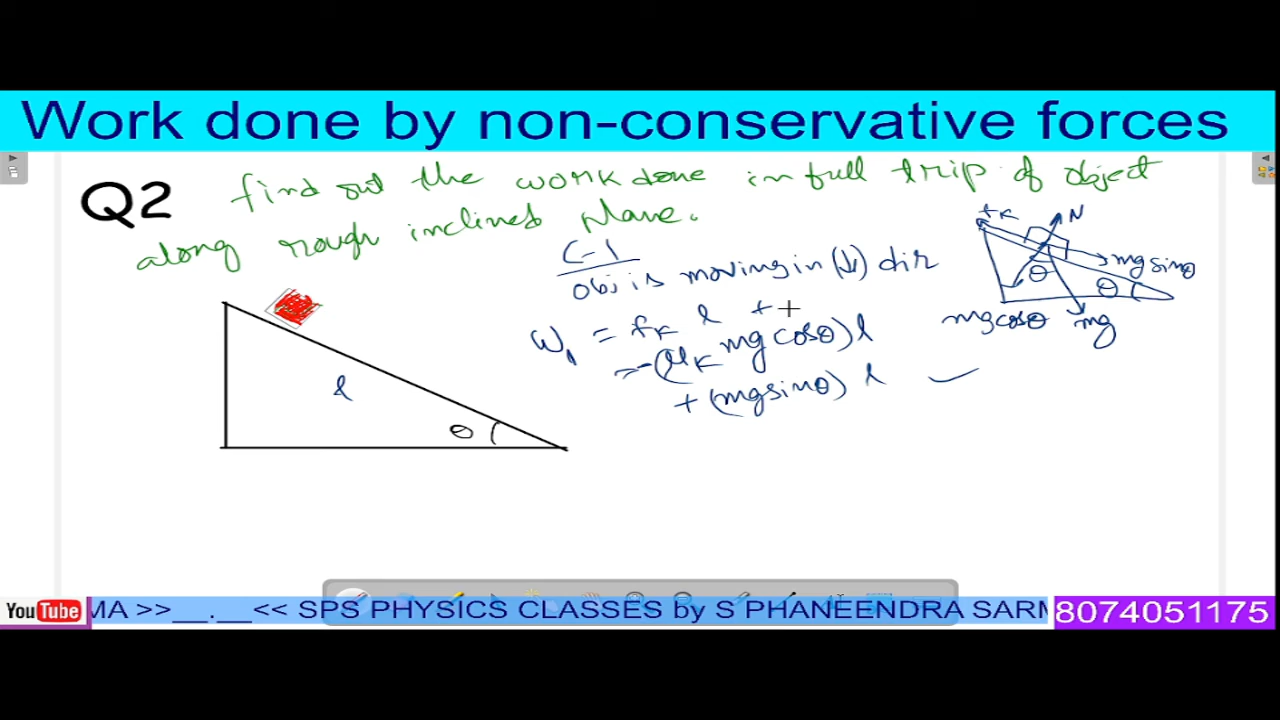 Work done by non-conservative forces
Q2 find out the work done in full trip of object
along rough inclined plane.
C-1
obj is moving in (↓) dir
W₁ = fK l +
= -(μK mg cosθ) l
+ (mg sinθ) l ✓
fK N
mg sinθ
θ θ
mg cosθ mg
l
θ
YouTube MA >>__.__ << SPS PHYSICS CLASSES by S PHANEENDRA SARM 8074051175